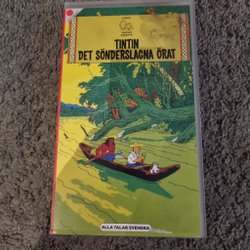 TINTIN
DET SÖNDERSLAGNA ÖRAT
ALLA TALAR SVENSKA